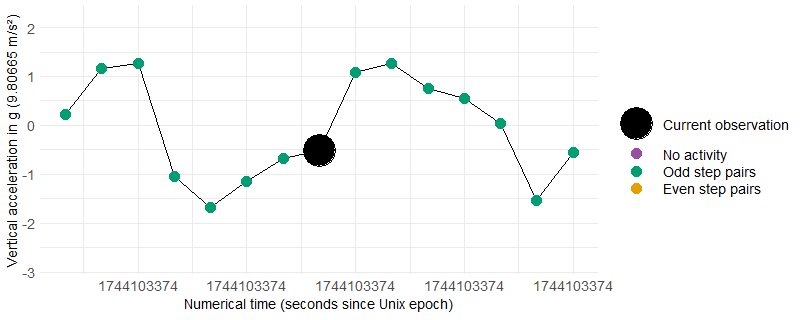 Vertical acceleration in g (9.80665 m/s²)
2
1
0
-1
-2
-3
1744103374 1744103374 1744103374 1744103374 1744103374
Numerical time (seconds since Unix epoch)
Current observation
No activity
Odd step pairs
Even step pairs